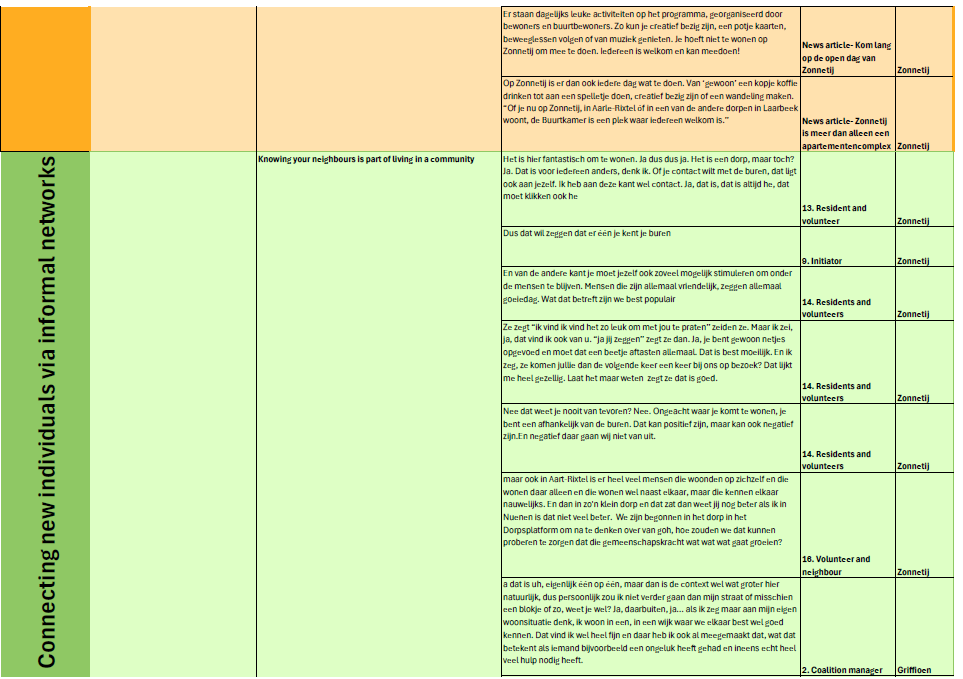 Er staan dagelijks leuke activiteiten op het programma, georganiseerd door
bewoners en buurtbewoners. Zo kun je creatief bezig zijn, een potje kaarten,
beweeglessen volgen of van muziek genieten. Je hoeft niet te wonen op
Zonnetij om mee te doen. Iedereen is welkom en kan meedoen!
News article- Kom lang
op de open dag van
Zonnetij
Zonnetij
Op Zonnetij is er dan ook iedere dag wat te doen. Van ‘gewoon’ een kopje koffie
drinken tot aan een spelletje doen, creatief bezig zijn of een wandeling maken.
“Of je nu op Zonnetij, in Aarle-Rixtel óf in een van de andere dorpen in Laarbeek
woont, de Buurtkamer is een plek waar iedereen welkom is.”
News article- Zonnetij
is meer dan alleen een
apartementencomplex
Zonnetij
Connecting new individuals via informal networks
Knowing your neighbours is part of living in a community
Het is hier fantastisch om te wonen. Ja dus dus ja. Het is een dorp, maar toch?
Ja. Dat is voor iedereen anders, denk ik. Of je contact wilt met de buren, dat ligt
ook aan jezelf. Ik heb aan deze kant wel contact. Ja, dat is, dat is altijd he, dat
moet klikken ook he
13. Resident and
volunteer
Zonnetij
Dus dat wil zeggen dat er één je kent je buren
9. Initiator
Zonnetij
En van de andere kant je moet jezelf ook zoveel mogelijk stimuleren om onder
de mensen te blijven. Mensen die zijn allemaal vriendelijk, zeggen allemaal
goeiedag. Wat dat betreft zijn we best populair
14. Residents and
volunteers
Zonnetij
Ze zegt “ik vind ik vind het zo leuk om met jou te praten” zeiden ze. Maar ik zei,
ja, dat vind ik ook van u. “ja jij zeggen” zegt ze dan. Ja, je bent gewoon netjes
opgevoed en moet dat een beetje aftasten allemaal. Dat is best moeilijk. En ik
zeg, ze komen jullie dan de volgende keer een keer bij ons op bezoek? Dat lijkt
me heel gezellig. Laat het maar weten  zegt ze dat is goed.
14. Residents and
volunteers
Zonnetij
Nee dat weet je nooit van tevoren? Nee. Ongeacht waar je komt te wonen, je
bent een afhankelijk van de buren. Dat kan positief zijn, maar kan ook negatief
zijn.En negatief daar gaan wij niet van uit.
14. Residents and
volunteers
Zonnetij
maar ook in Aart-Rixtel is er heel veel mensen die woonden op zichzelf en die
wonen daar alleen en die wonen wel naast elkaar, maar die kennen elkaar
nauwelijks. En dan in zo'n klein dorp en dat zat dan weet jij nog beter als ik in
Nuenen is dat niet veel beter.  We zijn begonnen in het dorp in het
Dorpsplatform om na te denken over van goh, hoe zouden we dat kunnen
proberen te zorgen dat die gemeenschapskracht wat wat wat gaat groeien?
16. Volunteer and
neighbour
Zonnetij
a dat is uh, eigenlijk één op één, maar dan is de context wel wat groter hier
natuurlijk, dus persoonlijk zou ik niet verder gaan dan mijn straat of misschien
een blokje of zo, weet je wel? Ja, daarbuiten, ja... als ik zeg maar aan mijn eigen
woonsituatie denk, ik woon in een, in een wijk waar we elkaar best wel goed
kennen. Dat vind ik wel heel fijn en daar heb ik ook al meegemaakt dat, wat dat
betekent als iemand bijvoorbeeld een ongeluk heeft gehad en ineens echt heel
veel hulp nodig heeft.
2. Coalition manager
Griffioen